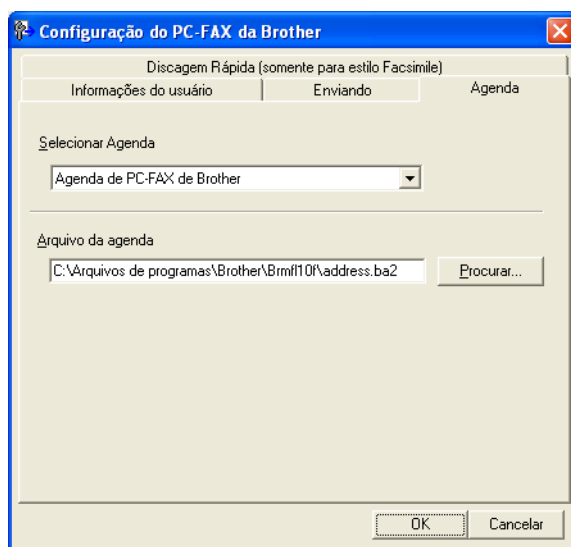 Configuração do PC-FAX da Brother
Discagem Rápida (somente para estilo Facsimile)
Informações do usuário
Enviando
Agenda
Selecionar Agenda
Agenda de PC-FAX de Brother
Arquivo da agenda
C:\Arquivos de programas\Brother\Brmfl10f\address.ba2
Procurar...
OK
Cancelar